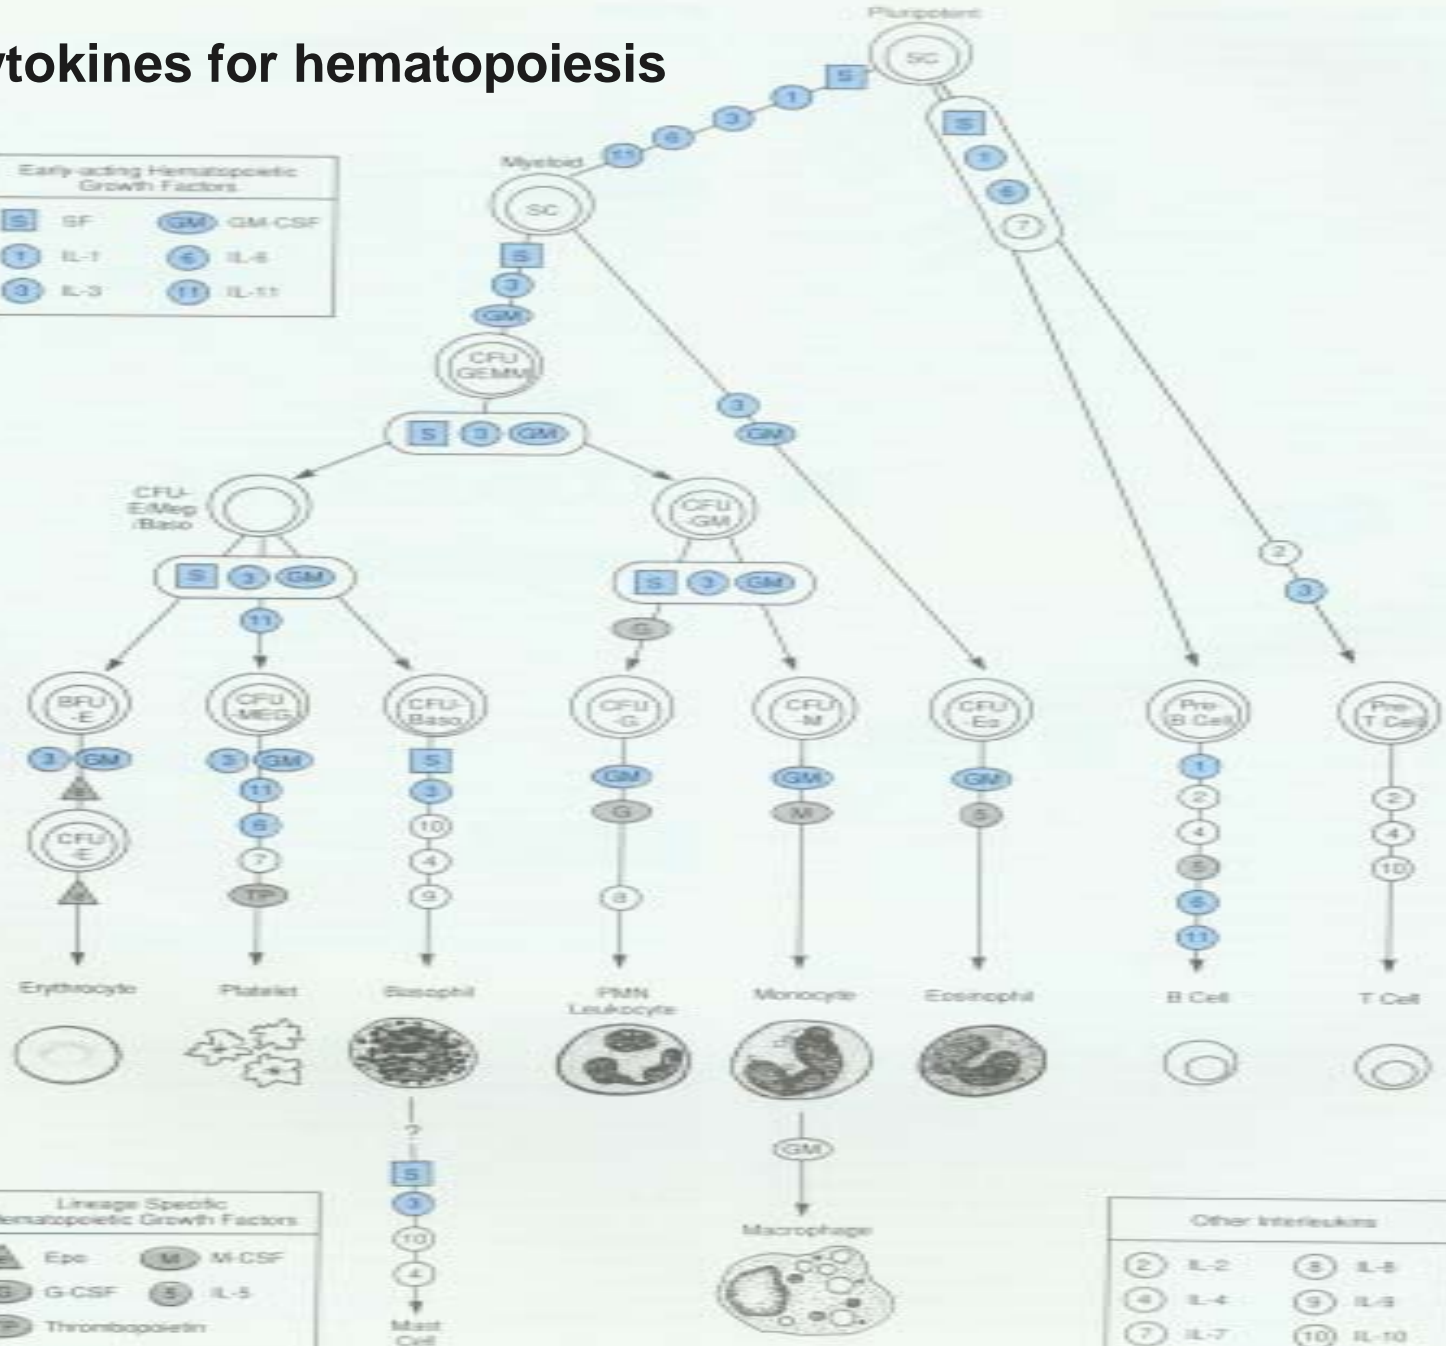 Pluripotent
SC
ytokines for hematopoiesis
S
1
3
6
11
S
1
6
7
Early-acting Hematopoietic
Growth Factors
S SF GM GM-CSF
1 IL-1 6 IL-6
3 IL-3 11 IL-11
Myeloid
SC
S
3
GM
CFU
GEMM
S 3 GM
3
GM
CFU-
E/Meg
/Baso
CFU
-GM
S 3 GM
11
S 3 GM
G
2
3
BFU
-E
CFU
-MEG
CFU-
Baso
CFU
-G
CFU
-M
CFU
-Eo
Pre-
B Cell
Pre-
T Cell
3 GM
CFU
-E
3 GM
11
6
7
TP
S
3
10
4
9
GM
G
8
GM
M
GM
5
1
2
4
5
6
11
2
4
10
Erythrocyte
Platelet
Basophil
PMN
Leukocyte
Monocyte
Eosinophil
B Cell
T Cell
?
S
3
10
4
Mast
Cell
GM
Macrophage
Lineage Specific
Hematopoietic Growth Factors
Epo M M-CSF
G G-CSF 5 IL-5
TP Thrombopoietin
Other Interleukins
2 IL-2 8 IL-8
4 IL-4 9 IL-9
7 IL-7 10 IL-10